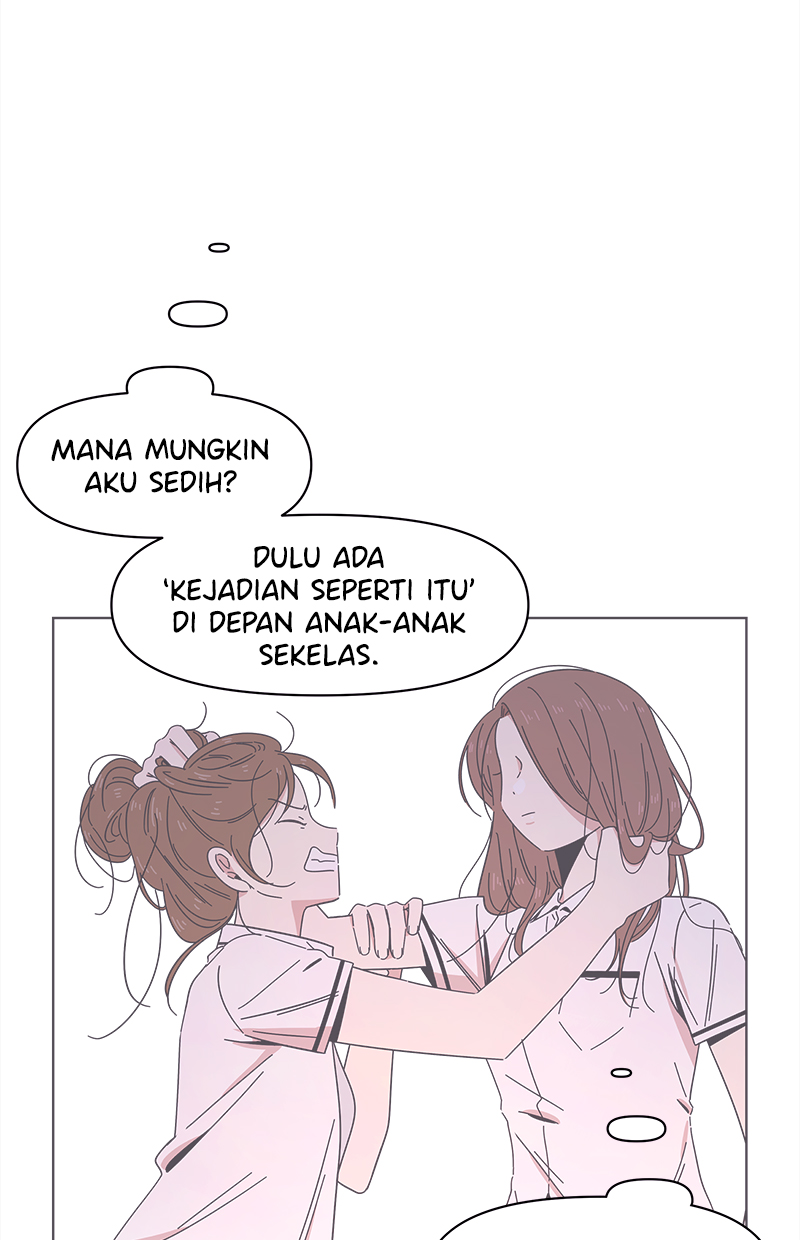 MANA MUNGKIN
AKU SEDIH?
DULU ADA
‘KEJADIAN SEPERTI ITU’
DI DEPAN ANAK-ANAK
SEKELAS.